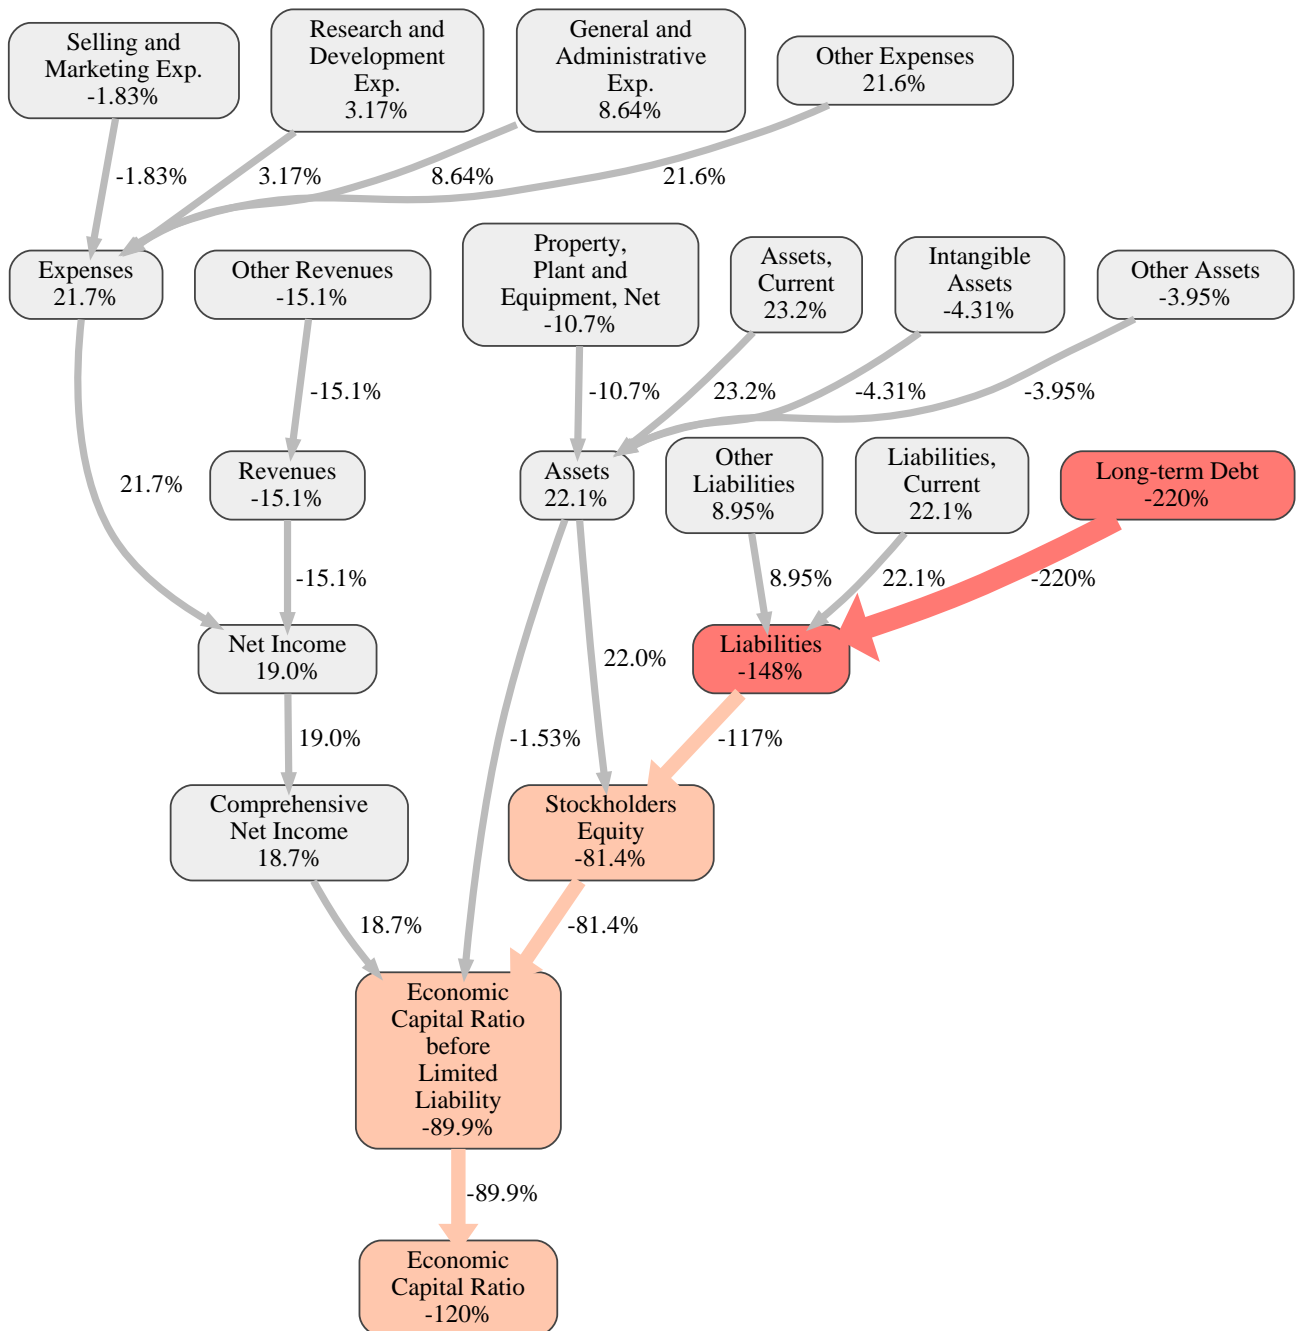 Selling and
Marketing Exp.
-1.83%
Research and
Development
Exp.
3.17%
General and
Administrative
Exp.
8.64%
Other Expenses
21.6%
-1.83%
3.17%
8.64%
21.6%
Expenses
21.7%
Other Revenues
-15.1%
Property,
Plant and
Equipment, Net
-10.7%
Assets,
Current
23.2%
Intangible
Assets
-4.31%
Other Assets
-3.95%
-15.1%
-10.7%
23.2%
-4.31%
-3.95%
21.7%
Revenues
-15.1%
Assets
22.1%
Other
Liabilities
8.95%
Liabilities,
Current
22.1%
Long-term Debt
-220%
-15.1%
8.95%
22.1%
-220%
Net Income
19.0%
22.0%
Liabilities
-148%
19.0%
-1.53%
-117%
Comprehensive
Net Income
18.7%
Stockholders
Equity
-81.4%
18.7%
-81.4%
Economic
Capital Ratio
before
Limited
Liability
-89.9%
-89.9%
Economic
Capital Ratio
-120%